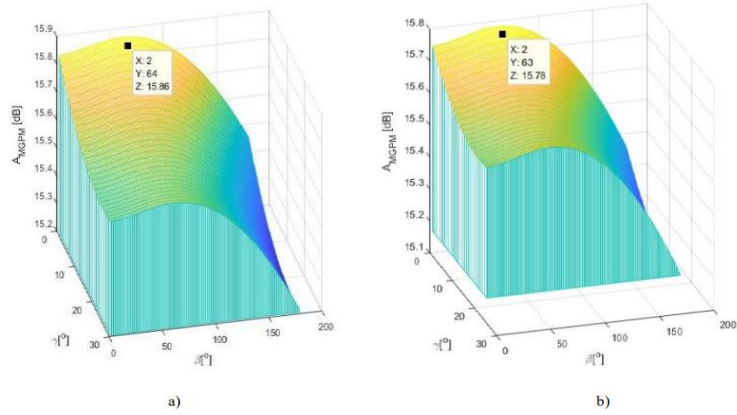 15.9
15.8
15.7
15.6
15.5
15.4
15.3
15.2
A_MGPM [dB]
X: 2
Y: 64
Z: 15.86
0
10
20
30
γ[º]
0
50
100
150
200
β[º]
a)
15.8
15.7
15.6
15.5
15.4
15.3
15.2
15.1
A_MGPM [dB]
X: 2
Y: 63
Z: 15.78
0
10
20
30
γ[º]
0
50
100
150
200
β[º]
b)